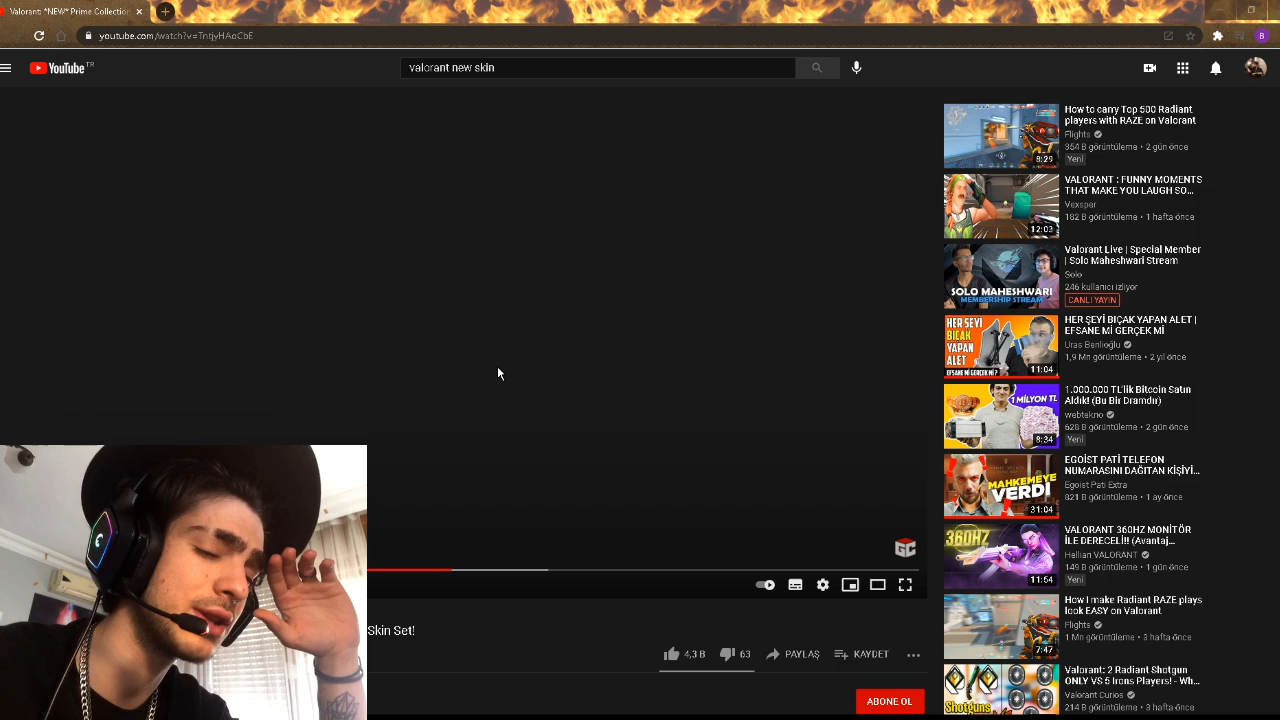 Valorant *NEW* Prime Collection
youtube.com/watch?v=TntjyHAoCbE
YouTube TR
valorant new skin
GC
Skin Set!
4,3 B
63
PAYLAŞ
KAYDET
ABONE OL
How to carry Top 500 Radiant
players with RAZE on Valorant
Flights
354 B görüntüleme • 2 gün önce
Yeni
8:29
VALORANT : FUNNY MOMENTS
THAT MAKE YOU LAUGH SO...
Vexsper
182 B görüntüleme • 1 hafta önce
12:03
Valorant Live | Special Member
| Solo Maheshwari Stream
Solo
246 kullanıcı izliyor
CANLI YAYIN
SOLO MAHESHWARI
MEMBERSHIP STREAM
HER ŞEYİ BIÇAK YAPAN ALET |
EFSANE Mİ GERÇEK Mİ
Uras Benlioğlu
1,9 Mn görüntüleme • 2 yıl önce
HER ŞEYİ
BIÇAK
YAPAN
ALET
EFSANE Mİ GERÇEK Mİ?
11:04
1.000.000 TL'lik Bitcoin Satın
Aldık! (Bu Bir Dramdır)
webtekno
628 B görüntüleme • 2 gün önce
Yeni
1 MİLYON TL
8:34
EGOİST PATİ TELEFON
NUMARASINI DAĞITAN KİŞİYİ...
Egoist Pati Extra
821 B görüntüleme • 1 ay önce
MAHKEMEYE
VERDİ
31:04
VALORANT 360HZ MONİTÖR
İLE DERECELİ!! (Avantaj...
Hellian VALORANT
149 B görüntüleme • 1 gün önce
Yeni
360HZ
11:54
How I make Radiant RAZE plays
look EASY on Valorant
Flights
1 Mn görüntüleme • 3 hafta önce
7:47
Valorant: 2 Radiant Shotgun
ONLY VS 5 Irons Players! - Wh...
Valorant Curios
214 B görüntüleme • 3 hafta önce
Shotguns